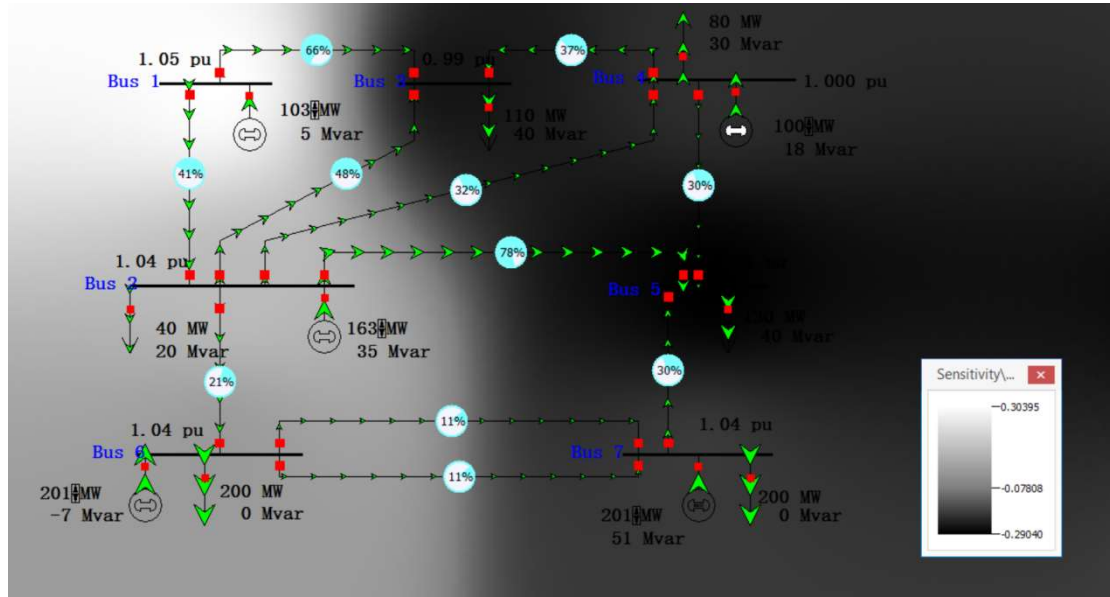 80 MW
30 Mvar
66%
37%
1.05 pu
0.99 pu
Bus 1
Bus 4
1.000 pu
103 MW
5 Mvar
110 MW
40 Mvar
100 MW
18 Mvar
41%
48%
32%
30%
1.04 pu
78%
Bus 2
Bus 5
40 MW
20 Mvar
163 MW
35 Mvar
40 Mvar
21%
30%
Sensitivity\...
0.30395
-0.07808
-0.29040
11%
1.04 pu
1.04 pu
Bus 6
Bus 7
11%
201 MW
-7 Mvar
200 MW
0 Mvar
201 MW
51 Mvar
200 MW
0 Mvar